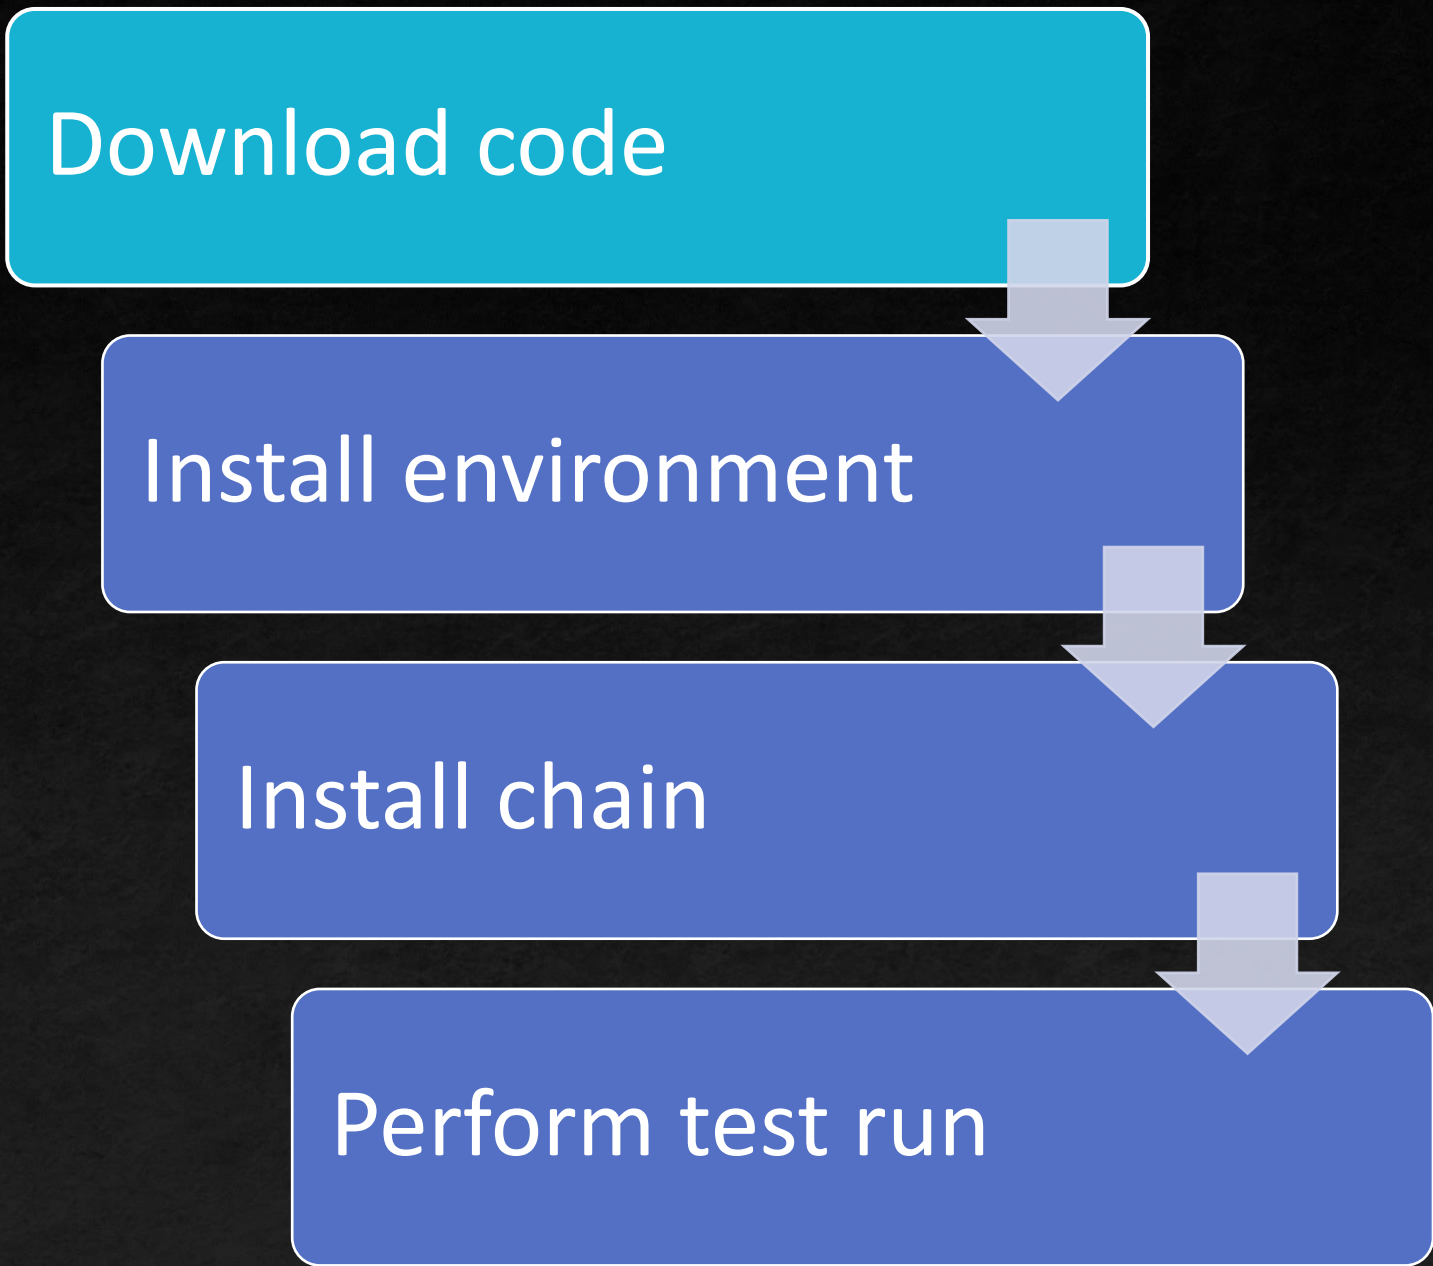 Download code
Install environment
Install chain
Perform test run